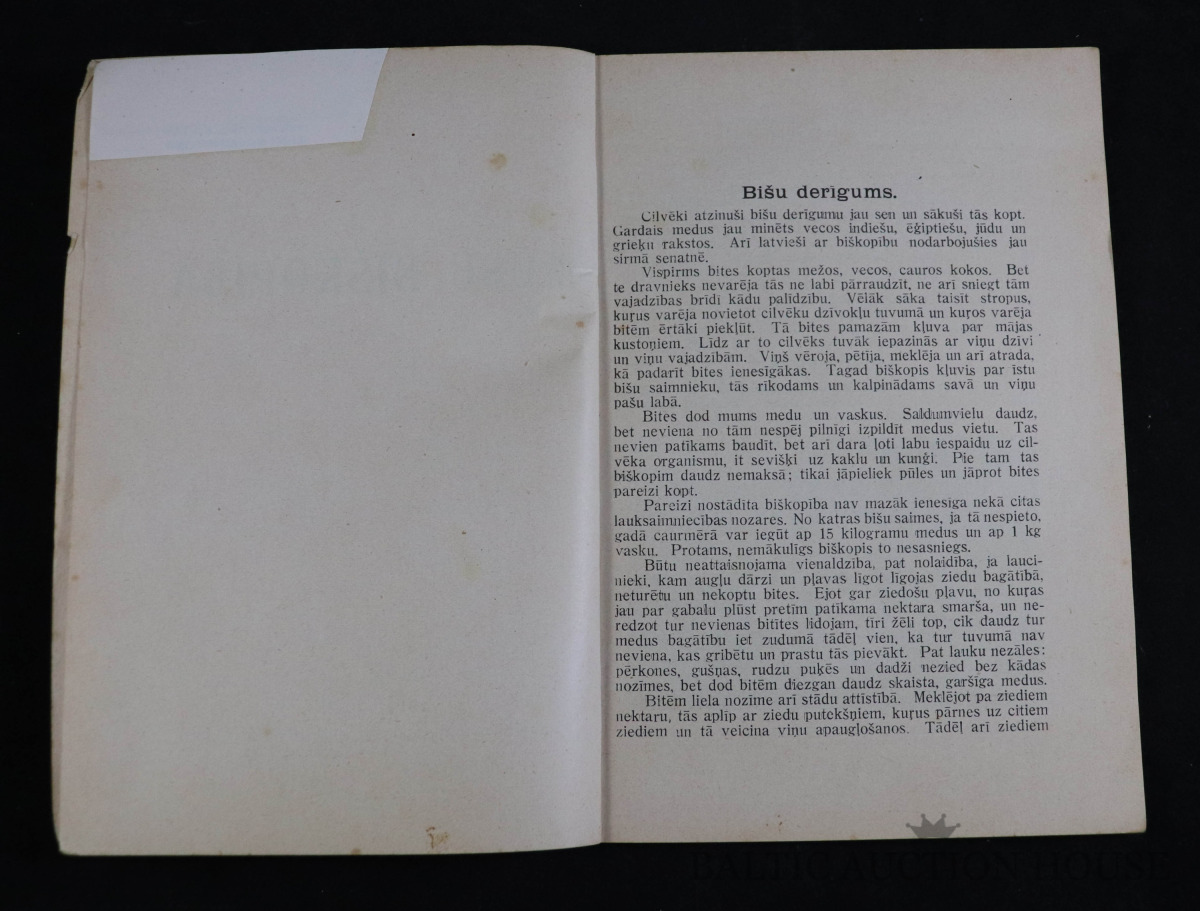 Bišu derīgums.
Cilvēki atzinuši bišu derīgumu jau sen un sākuši tās kopt.
Gardais medus jau minēts vecos indiešu, ēģiptiešu, jūdu un
grieķu rakstos. Arī latvieši ar biškopību nodarbojušies jau
sirmā senatnē.
Vispirms bites koptas mežos, vecos, cauros kokos. Bet
te dravnieks nevarēja tās ne labi pārraudzīt, ne arī sniegt tām
vajadzības brīdī kādu palīdzību. Vēlāk sāka taisīt stropus,
kuŗus varēja novietot cilvēku dzīvokļu tuvumā un kuŗos varēja
bitēm ērtāki piekļūt. Tā bites pamazām kļuva par mājas
kustoņiem. Līdz ar to cilvēks tuvāk iepazinās ar viņu dzīvi
un viņu vajadzībām. Viņš vēroja, pētīja, meklēja un arī atrada,
kā padarīt bites ienesīgākas. Tagad biškopis kļuvis par īstu
bišu saimnieku, tās rīkodams un kalpinādams savā un viņu
pašu labā.
Bites dod mums medu un vaskus. Saldumvielu daudz,
bet neviena no tām nespēj pilnīgi izpildīt medus vietu. Tas
nevien patīkams baudīt, bet arī dara ļoti labu iespaidu uz cil-
vēka organismu, it sevišķi uz kaklu un kunģi. Pie tam tas
biškopim daudz nemaksā; tikai jāpieliek pūles un jāprot bites
pareizi kopt.
Pareizi nostādīta biškopība nav mazāk ienesīga nekā citas
lauksaimniecības nozares. No katras bišu saimes, ja tā nespieto,
gadā caurmērā var iegūt ap 15 kilogramu medus un ap 1 kg
vasku. Protams, nemākulīgs biškopis to nesasniegs.
Būtu neattaisnojama vienaldzība, pat nolaidība, ja lauci-
nieki, kam augļu dārzi un pļavas līgot līgojas ziedu bagātībā,
neturētu un nekoptu bites. Ejot gar ziedošu pļavu, no kuŗas
jau par gabalu plūst pretīm patīkama nektara smarša, un ne-
redzot tur nevienas bitītes lidojam, tīri žēli top, cik daudz tur
medus bagātību iet zudumā tādēļ vien, ka tur tuvumā nav
neviena, kas gribētu un prastu tās pievākt. Pat lauku nezāles:
pērkones, gušņas, rudzu puķēs un dadži nezied bez kādas
nozīmes, bet dod bitēm diezgan daudz skaista, garšīga medus.
Bitēm liela nozīme arī stādu attīstībā. Meklējot pa ziediem
nektaru, tās aplīp ar ziedu putekšņiem, kuŗus pārnes uz citiem
ziediem un tā veicina viņu apaugļošanos. Tādēļ arī ziediem
BALTIC AUCTION HOUSE